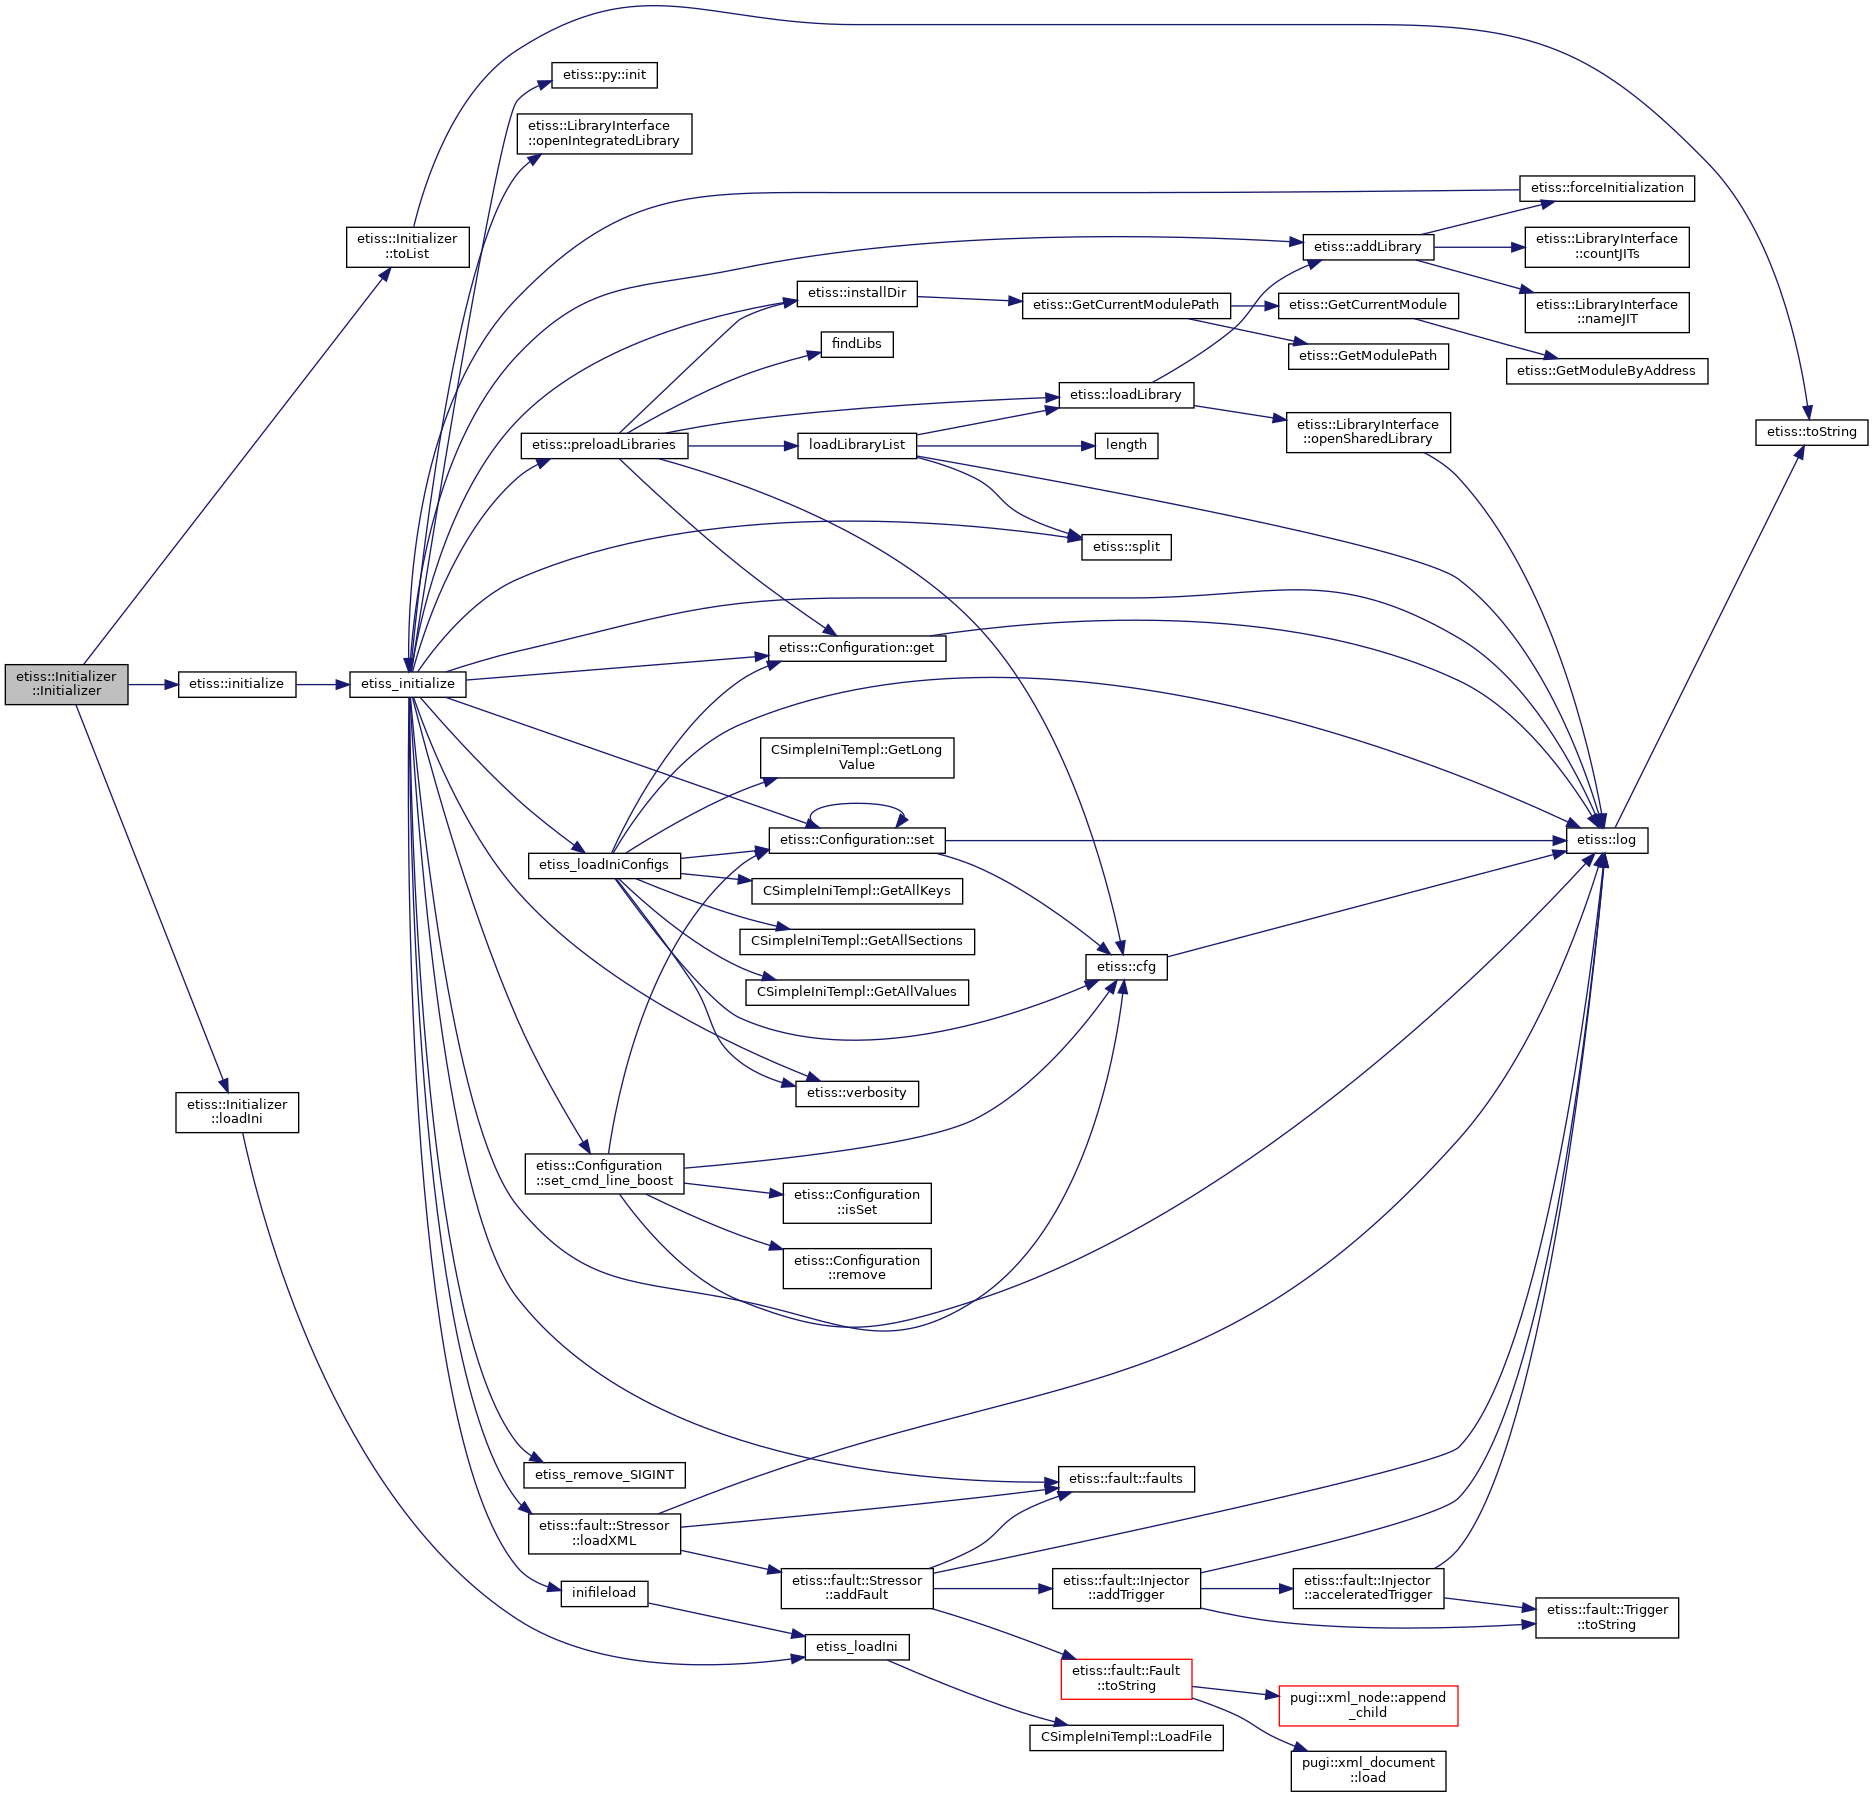 etiss::py::init
etiss::LibraryInterface
::openIntegratedLibrary
etiss::forceInitialization
etiss::Initializer
::toList
etiss::addLibrary
etiss::LibraryInterface
::countJITs
etiss::installDir
etiss::GetCurrentModulePath
etiss::GetCurrentModule
etiss::LibraryInterface
::nameJIT
findLibs
etiss::GetModulePath
etiss::GetModuleByAddress
etiss::loadLibrary
etiss::LibraryInterface
::openSharedLibrary
etiss::toString
etiss::preloadLibraries
loadLibraryList
length
etiss::split
etiss::Configuration::get
etiss::Initializer
::Initializer
etiss::initialize
etiss_initialize
CSimpleIniTempl::GetLong
Value
etiss::Configuration::set
etiss::log
etiss_loadIniConfigs
CSimpleIniTempl::GetAllKeys
CSimpleIniTempl::GetAllSections
etiss::cfg
CSimpleIniTempl::GetAllValues
etiss::verbosity
etiss::Initializer
::loadIni
etiss::Configuration
::set_cmd_line_boost
etiss::Configuration
::isSet
etiss::Configuration
::remove
etiss_remove_SIGINT
etiss::fault::faults
etiss::fault::Stressor
::loadXML
etiss::fault::Stressor
::addFault
etiss::fault::Injector
::addTrigger
etiss::fault::Injector
::acceleratedTrigger
inifileload
etiss::fault::Trigger
::toString
etiss_loadIni
etiss::fault::Fault
::toString
pugi::xml_node::append
_child
CSimpleIniTempl::LoadFile
pugi::xml_document
::load